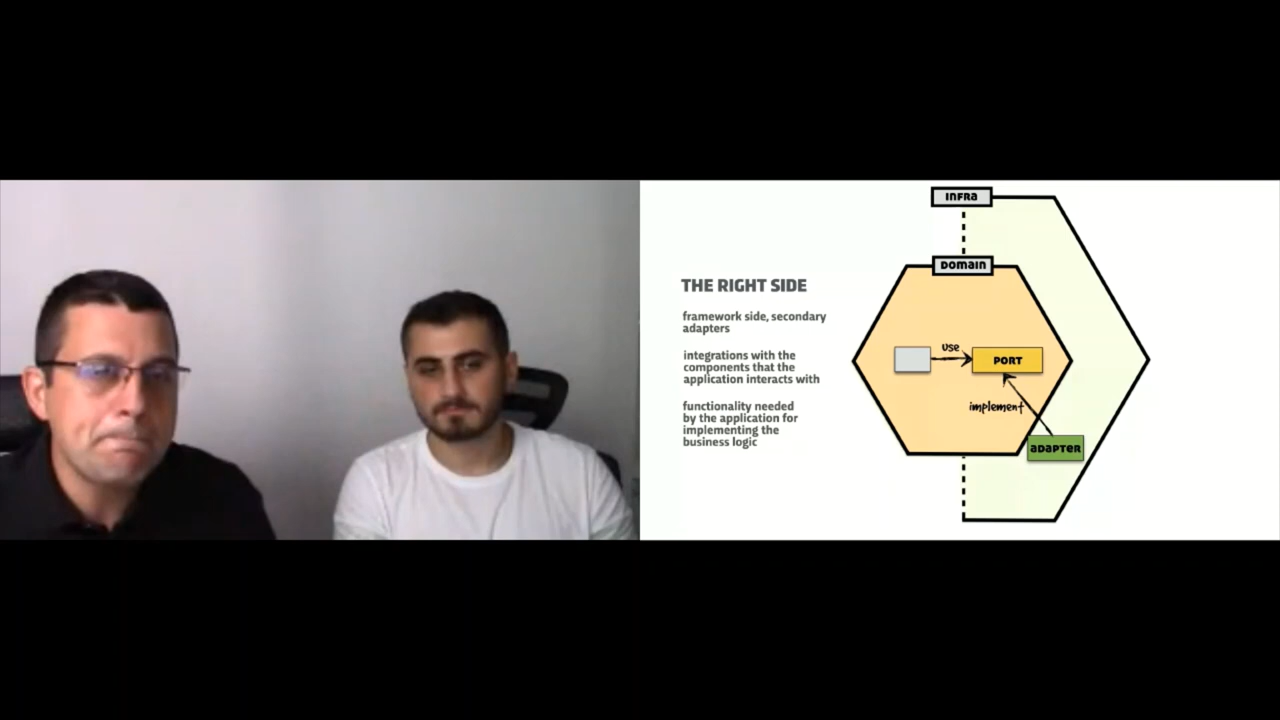 INFRA
DOMAIN
THE RIGHT SIDE
framework side, secondary
adapters
integrations with the
components that the
application interacts with
functionality needed
by the application for
implementing the
business logic
use
PORT
implement
ADAPTER